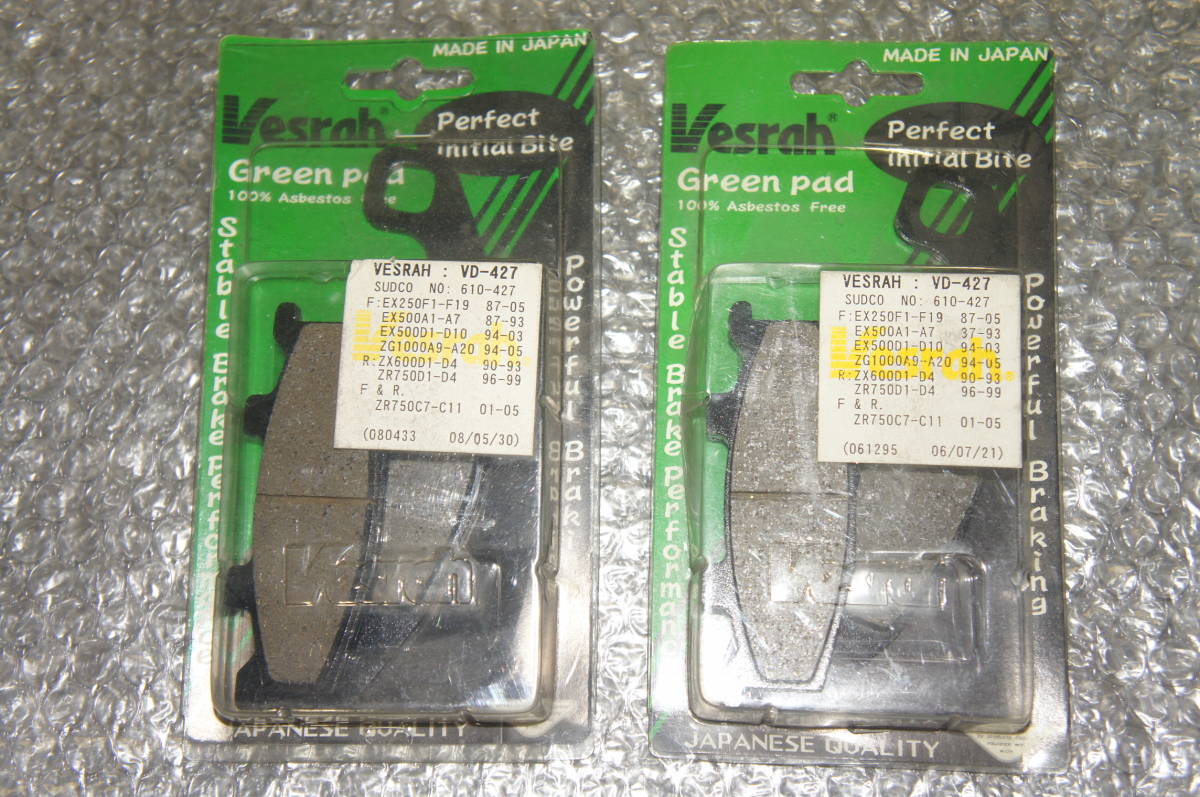 MADE IN JAPAN
Vesrah®
Perfect
Initial Bite
Green pad
100% Asbestos Free
Stable Brake Perfo
Powerful Brak
VESRAH : VD-427
SUDCO NO: 610-427
F:EX250F1-F19 87-05
EX500A1-A7 87-93
EX500D1-D10 94-03
ZG1000A9-A20 94-05
R:ZX600D1-D4 90-93
ZR750D1-D4 96-99
F & R.
ZR750C7-C11 01-05
(080433 08/05/30)
JAPANESE QUALITY
MADE IN JAPAN
Vesrah®
Perfect
Initial Bite
Green pad
100% Asbestos Free
Stable Brake Performan
Powerful Braking
VESRAH : VD-427
SUDCO NO: 610-427
F:EX250F1-F19 87-05
EX500A1-A7 37-93
EX500D1-D10 94-03
ZG1000A9-A20 94-05
R:ZX600D1-D4 90-93
ZR750D1-D4 96-99
F & R.
ZR750C7-C11 01-05
(061295 06/07/21)
JAPANESE QUALITY